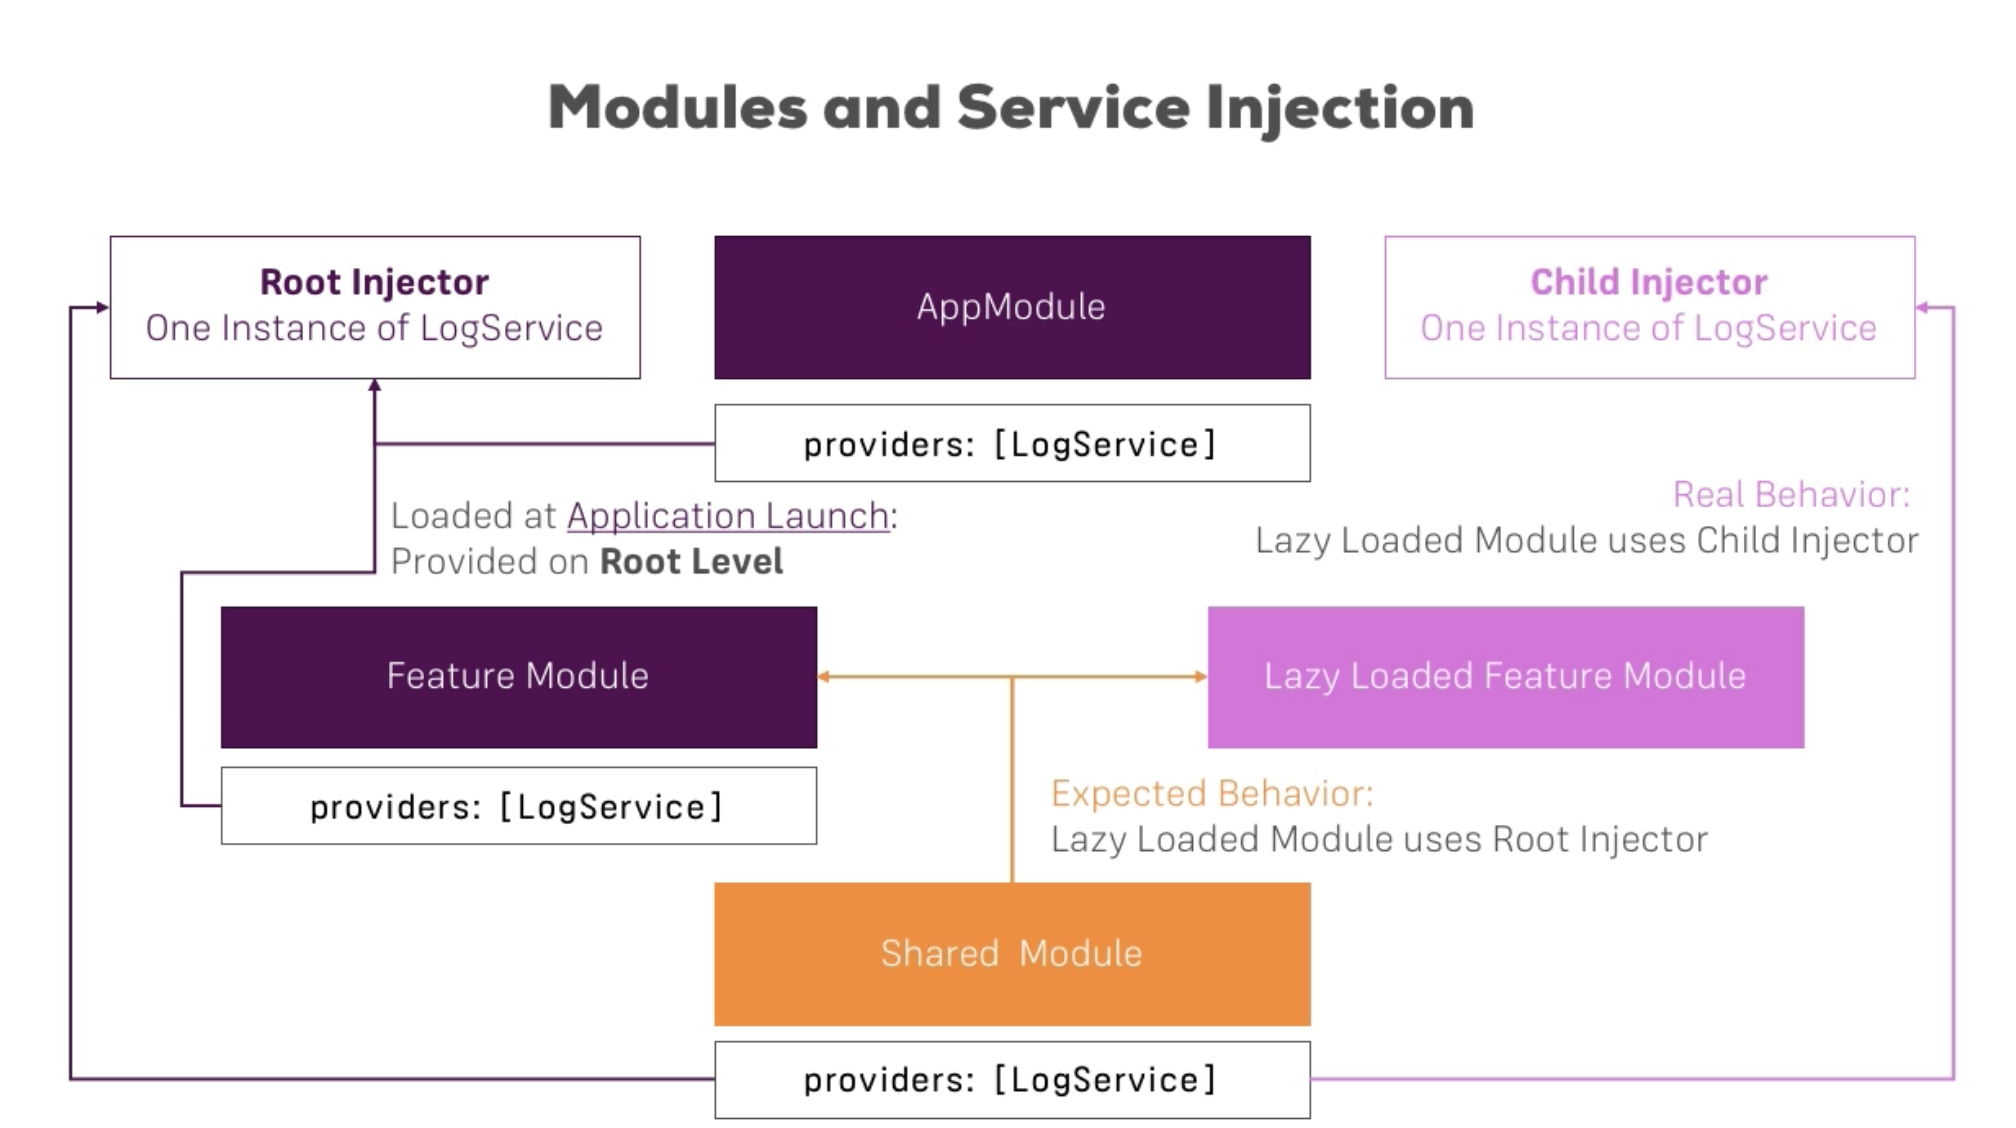 Modules and Service Injection
Root Injector
One Instance of LogService
AppModule
Child Injector
One Instance of LogService
providers: [LogService]
Loaded at Application Launch:
Provided on Root Level
Real Behavior:
Lazy Loaded Module uses Child Injector
Feature Module
Lazy Loaded Feature Module
providers: [LogService]
Expected Behavior:
Lazy Loaded Module uses Root Injector
Shared Module
providers: [LogService]